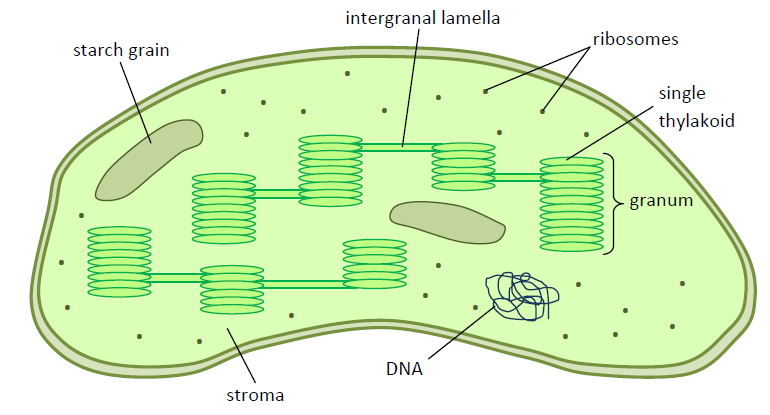 intergranal lamella
starch grain
ribosomes
single
thylakoid
granum
DNA
stroma